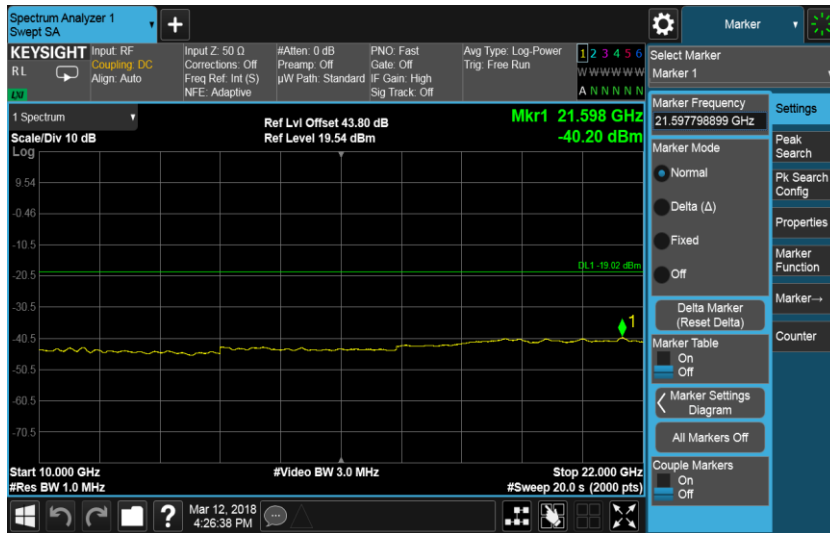 Spectrum Analyzer 1
Swept SA
Marker
KEYSIGHT
R L
LXI
Input: RF
Coupling: DC
Align: Auto
Input Z: 50 Ω
Corrections: Off
Freq Ref: Int (S)
NFE: Adaptive
#Atten: 0 dB
Preamp: Off
µW Path: Standard
PNO: Fast
Gate: Off
IF Gain: High
Sig Track: Off
Avg Type: Log-Power
Trig: Free Run
1 2 3 4 5 6
W W W W W W
A N N N N N
Select Marker
Marker 1
1 Spectrum
Scale/Div 10 dB
Log
Ref Lvl Offset 43.80 dB
Ref Level 19.54 dBm
Mkr1 21.598 GHz
-40.20 dBm
9.54
-0.46
-10.5
-20.5
-30.5
-40.5
-50.5
-60.5
-70.5
DL1 -19.02 dBm
1
Start 10.000 GHz
#Res BW 1.0 MHz
#Video BW 3.0 MHz
Stop 22.000 GHz
#Sweep 20.0 s (2000 pts)
Marker Frequency
21.597798899 GHz
Marker Mode
Normal
Delta (Δ)
Fixed
Off
Delta Marker
(Reset Delta)
Marker Table
On
Off
Marker Settings
Diagram
All Markers Off
Couple Markers
On
Off
Settings
Peak
Search
Pk Search
Config
Properties
Marker
Function
Marker→
Counter
?
Mar 12, 2018
4:26:38 PM